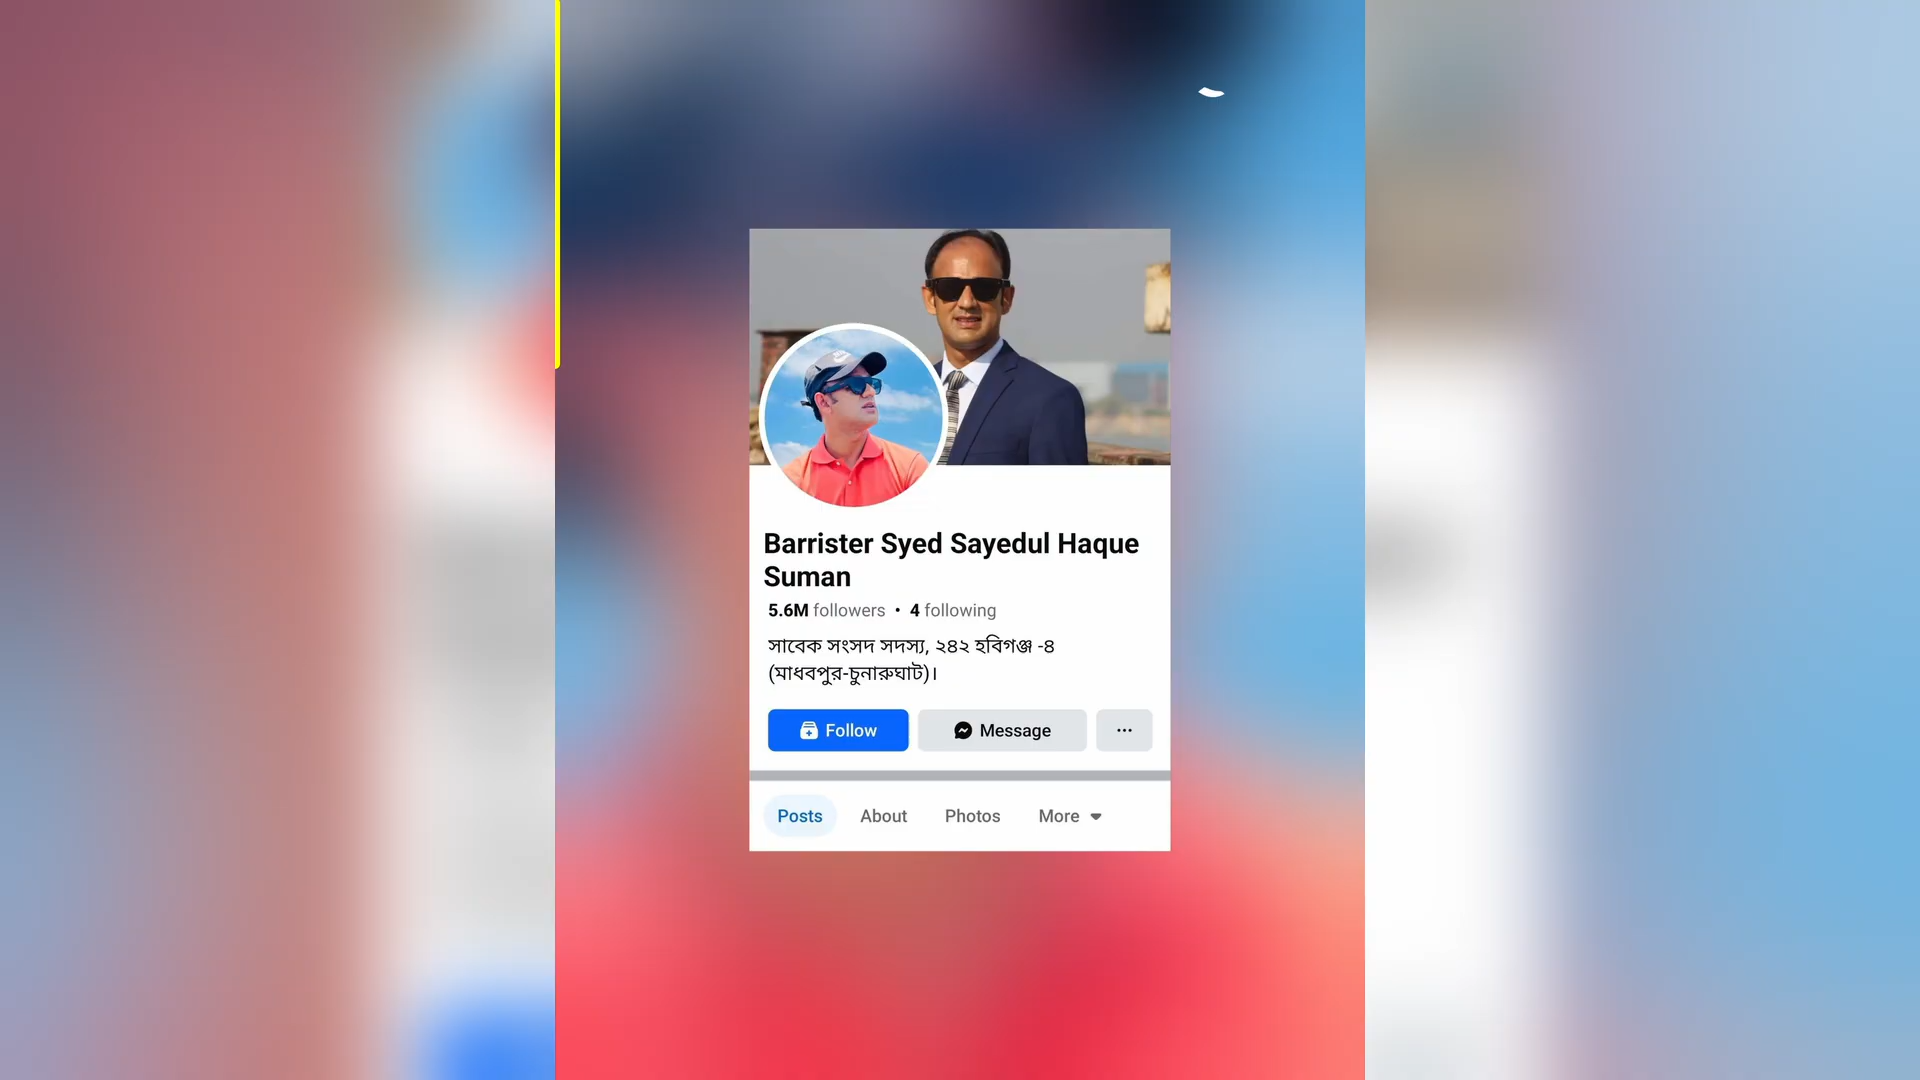 Barrister Syed Sayedul Haque
Suman
5.6M followers • 4 following
সাবেক সংসদ সদস্য, ২৪২ হবিগঞ্জ -৪
(মাধবপুর-চুনারুঘাট)।
Follow
Message
Posts
About
Photos
More